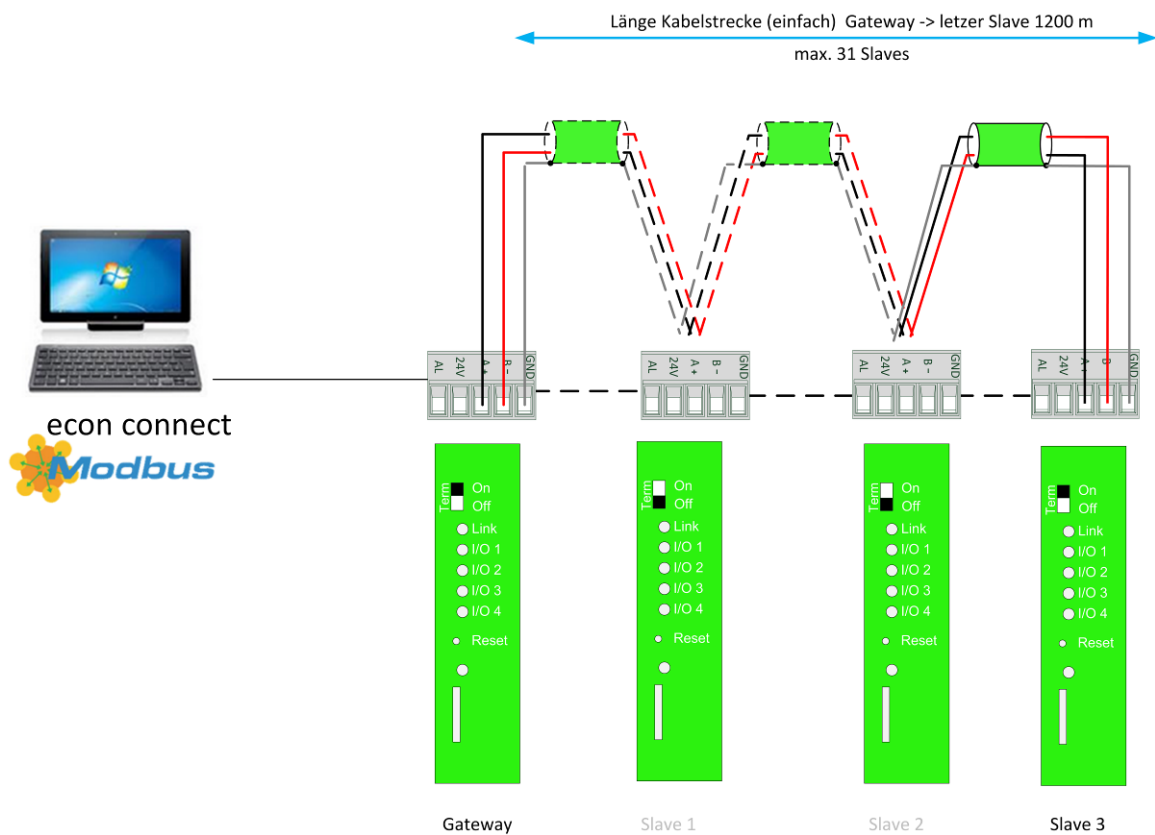 Länge Kabelstrecke (einfach)  Gateway -> letzer Slave 1200 m
max. 31 Slaves
AL 24V A+ B- GND
AL 24V A+ B- GND
AL 24V A+ B- GND
AL 24V A+ B GND
econ connect
Modbus
Term On Off
Link
I/O 1
I/O 2
I/O 3
I/O 4
Reset
Term On Off
Link
I/O 1
I/O 2
I/O 3
I/O 4
Reset
Term On Off
Link
I/O 1
I/O 2
I/O 3
I/O 4
Reset
Term On Off
Link
I/O 1
I/O 2
I/O 3
I/O 4
Reset
Gateway
Slave 1
Slave 2
Slave 3